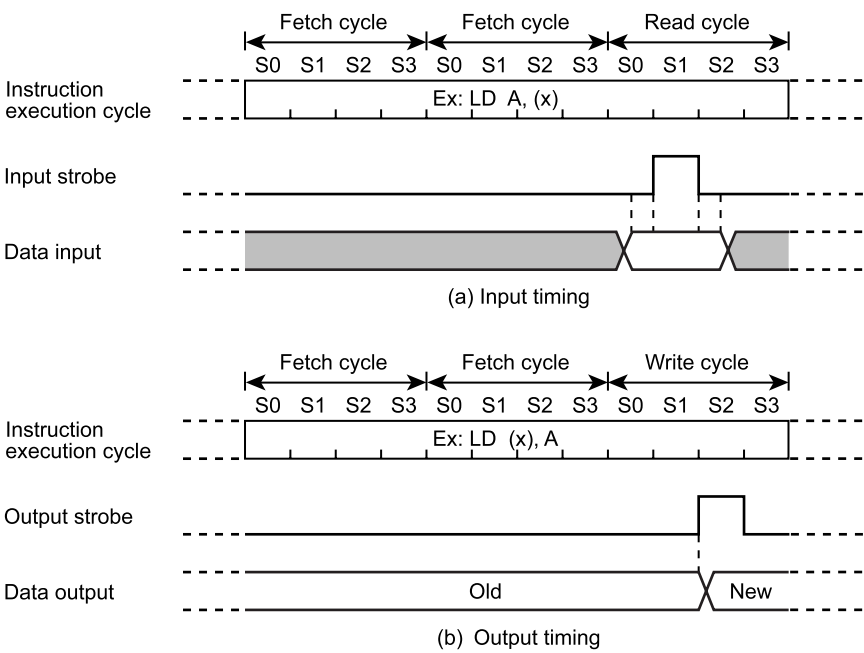 Fetch cycle Fetch cycle Read cycle
S0 S1 S2 S3 S0 S1 S2 S3 S0 S1 S2 S3
Instruction
execution cycle
Ex: LD A, (x)
Input strobe
Data input
(a) Input timing
Fetch cycle Fetch cycle Write cycle
S0 S1 S2 S3 S0 S1 S2 S3 S0 S1 S2 S3
Instruction
execution cycle
Ex: LD (x), A
Output strobe
Data output Old New
(b) Output timing